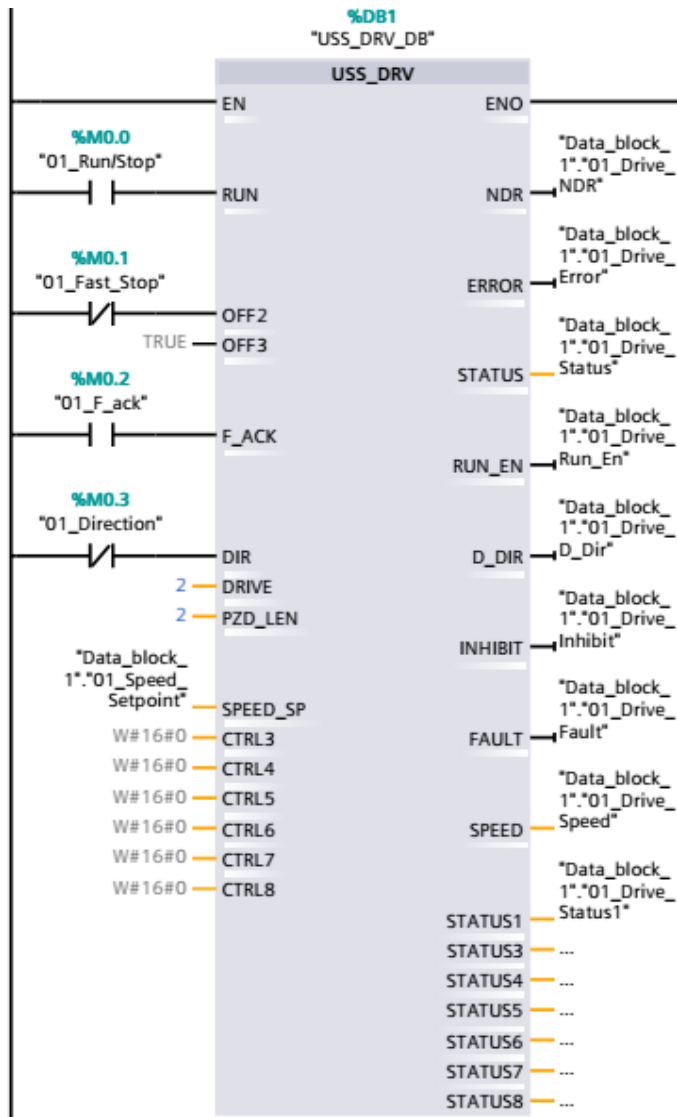 %DB1
"USS_DRV_DB"
USS_DRV
EN
ENO
%M0.0
"01_Run/Stop"
RUN
"Data_block_
1"."01_Drive_
NDR"
NDR
%M0.1
"01_Fast_Stop"
"Data_block_
1"."01_Drive_
Error"
ERROR
OFF2
TRUE
OFF3
"Data_block_
1"."01_Drive_
Status"
STATUS
%M0.2
"01_F_ack"
F_ACK
"Data_block_
1"."01_Drive_
Run_En"
RUN_EN
%M0.3
"01_Direction"
DIR
"Data_block_
1"."01_Drive_
D_Dir"
D_DIR
2
DRIVE
2
PZD_LEN
"Data_block_
1"."01_Drive_
Inhibit"
INHIBIT
"Data_block_
1"."01_Speed_
Setpoint"
SPEED_SP
"Data_block_
1"."01_Drive_
Fault"
FAULT
W#16#0
CTRL3
W#16#0
CTRL4
W#16#0
CTRL5
W#16#0
CTRL6
W#16#0
CTRL7
W#16#0
CTRL8
"Data_block_
1"."01_Drive_
Speed"
SPEED
"Data_block_
1"."01_Drive_
Status1"
STATUS1
STATUS3
...
STATUS4
...
STATUS5
...
STATUS6
...
STATUS7
...
STATUS8
...